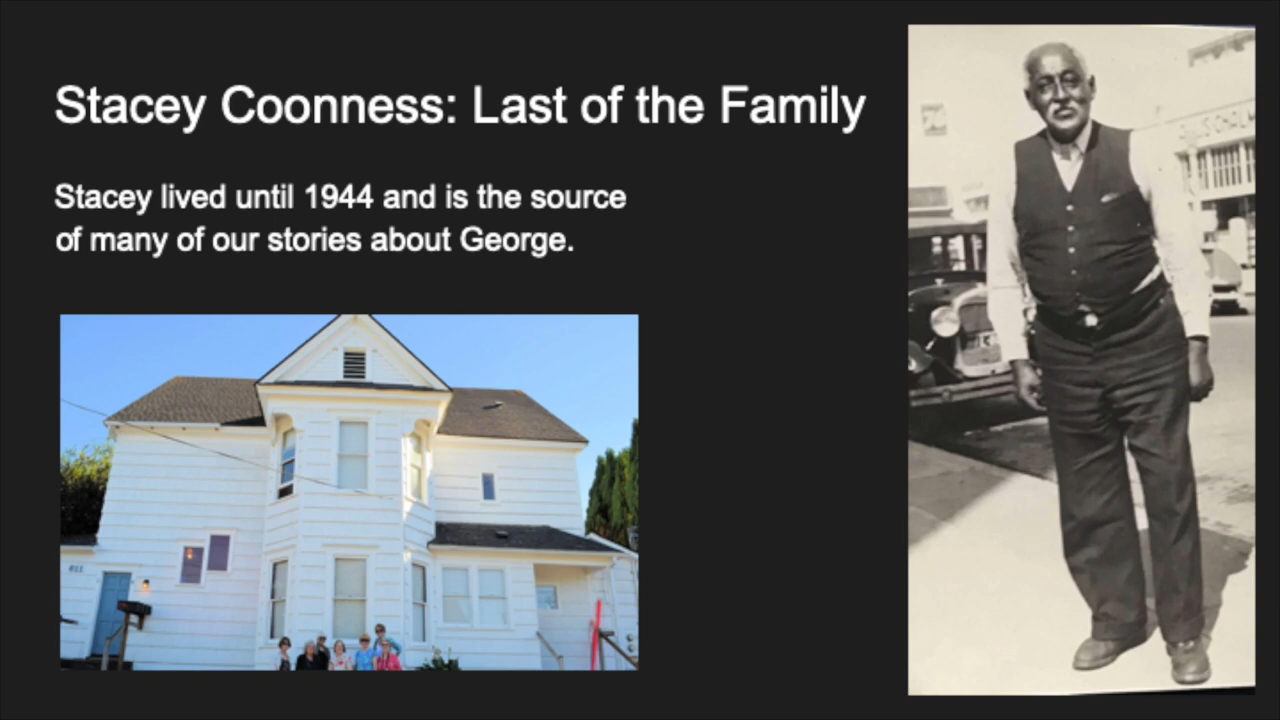 Stacey Coonness: Last of the Family
Stacey lived until 1944 and is the source
of many of our stories about George.